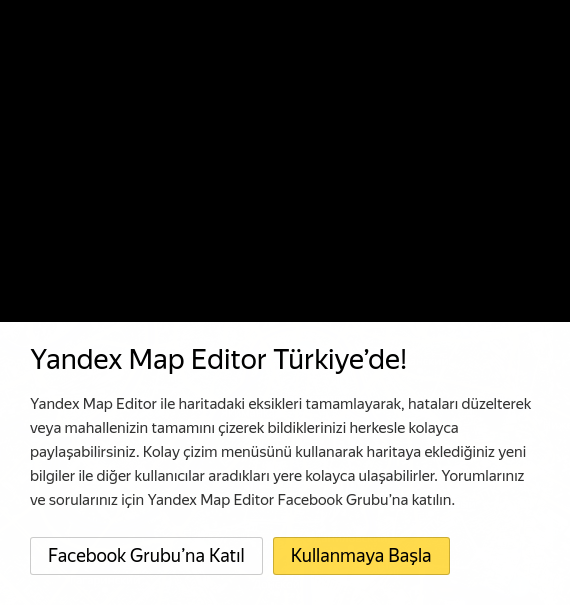 Yandex Map Editor Türkiye’de!
Yandex Map Editor ile haritadaki eksikleri tamamlayarak, hataları düzelterek
veya mahallenizin tamamını çizerek bildiklerinizi herkesle kolayca
paylaşabilirsiniz. Kolay çizim menüsünü kullanarak haritaya eklediğiniz yeni
bilgiler ile diğer kullanıcılar aradıkları yere kolayca ulaşabilirler. Yorumlarınız
ve sorularınız için Yandex Map Editor Facebook Grubu’na katılın.
Facebook Grubu’na Katıl
Kullanmaya Başla